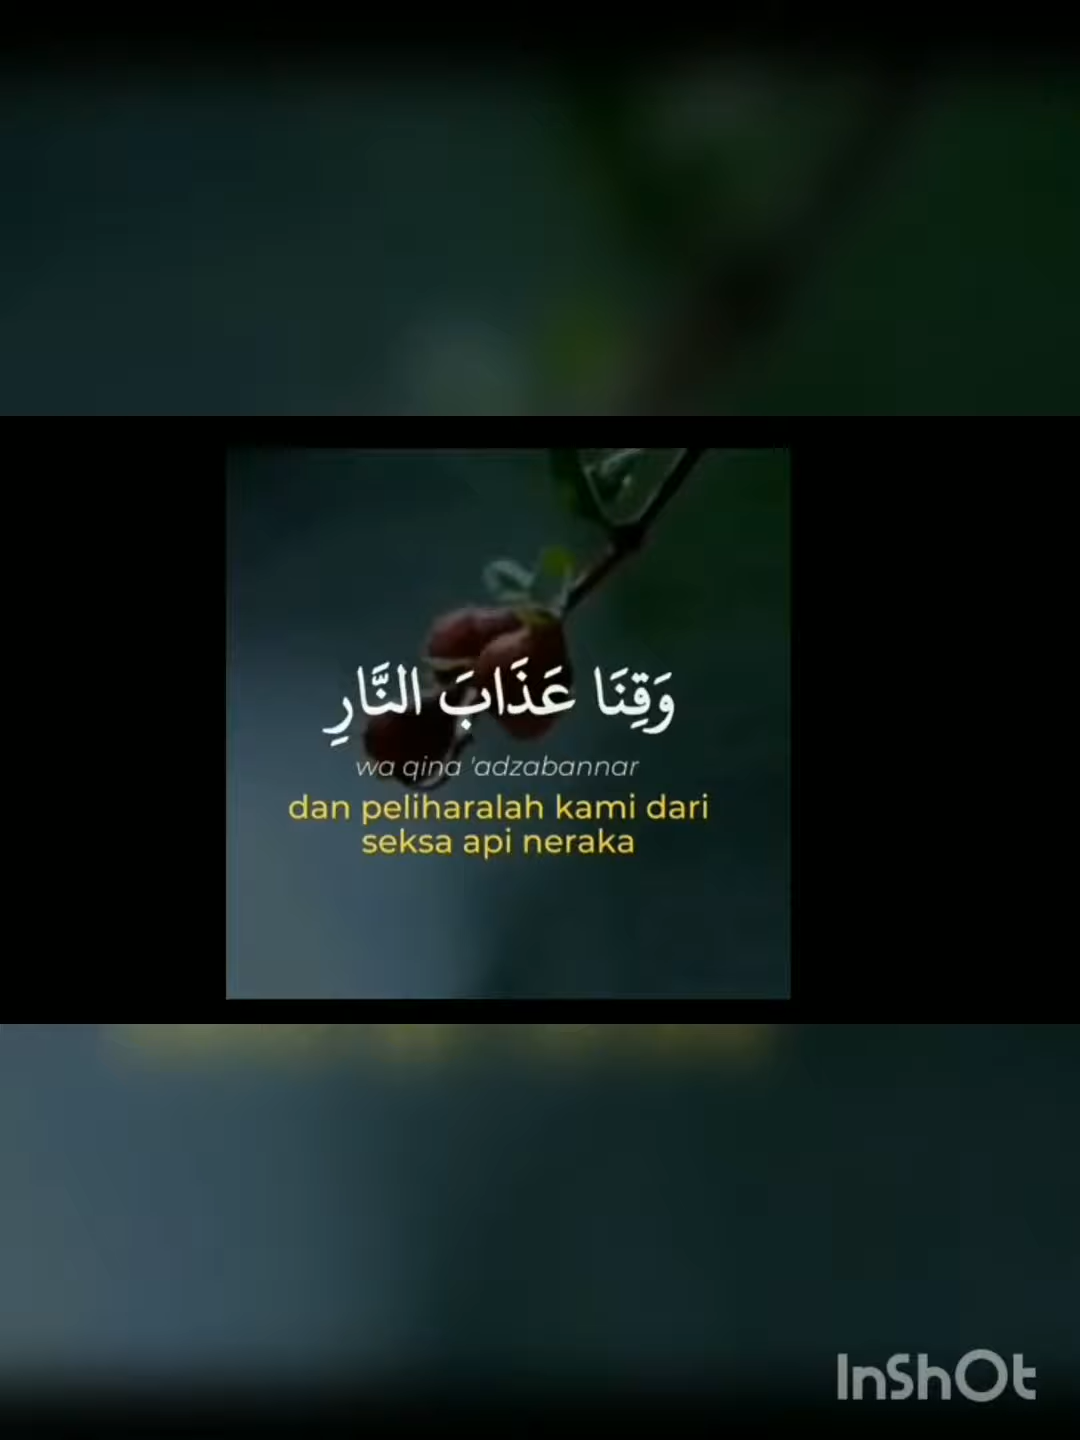 وَقِنَا عَذَابَ النَّارِ
wa qina 'adzabannar
dan peliharalah kami dari
seksa api neraka
InShOt